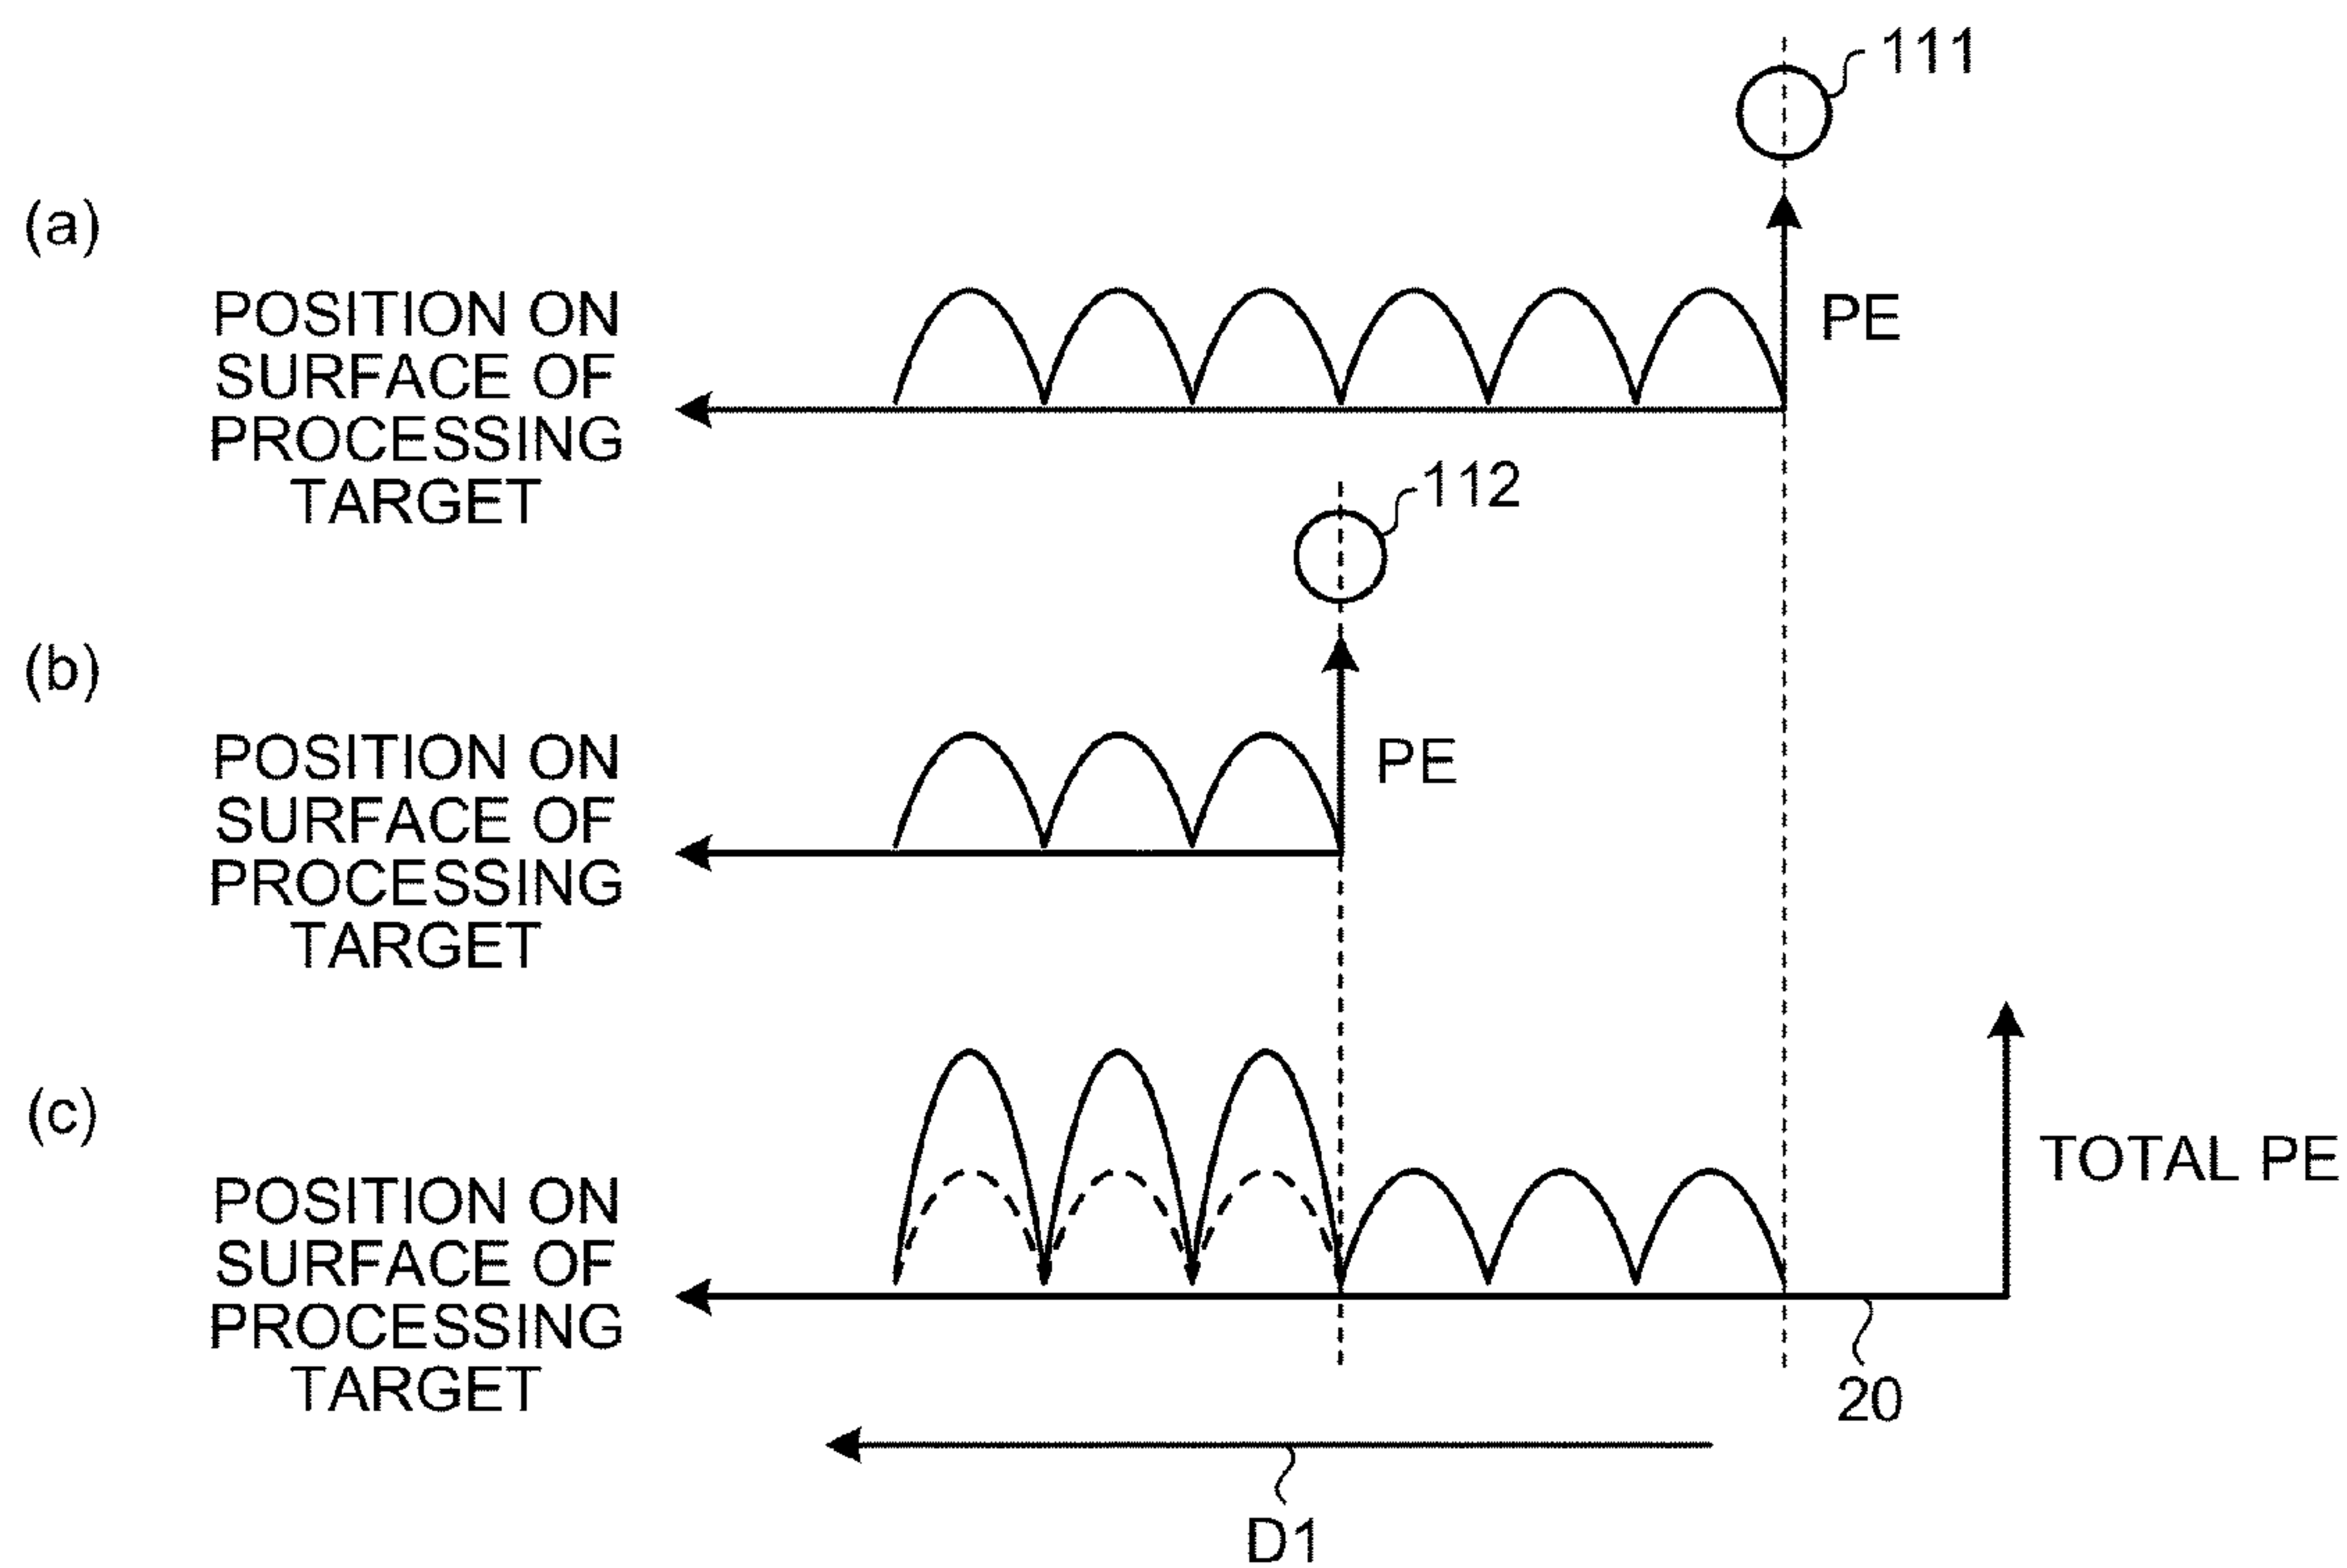 111
(a)
POSITION ON
SURFACE OF
PROCESSING
TARGET
PE
112
(b)
POSITION ON
SURFACE OF
PROCESSING
TARGET
PE
(c)
POSITION ON
SURFACE OF
PROCESSING
TARGET
TOTAL PE
20
D1